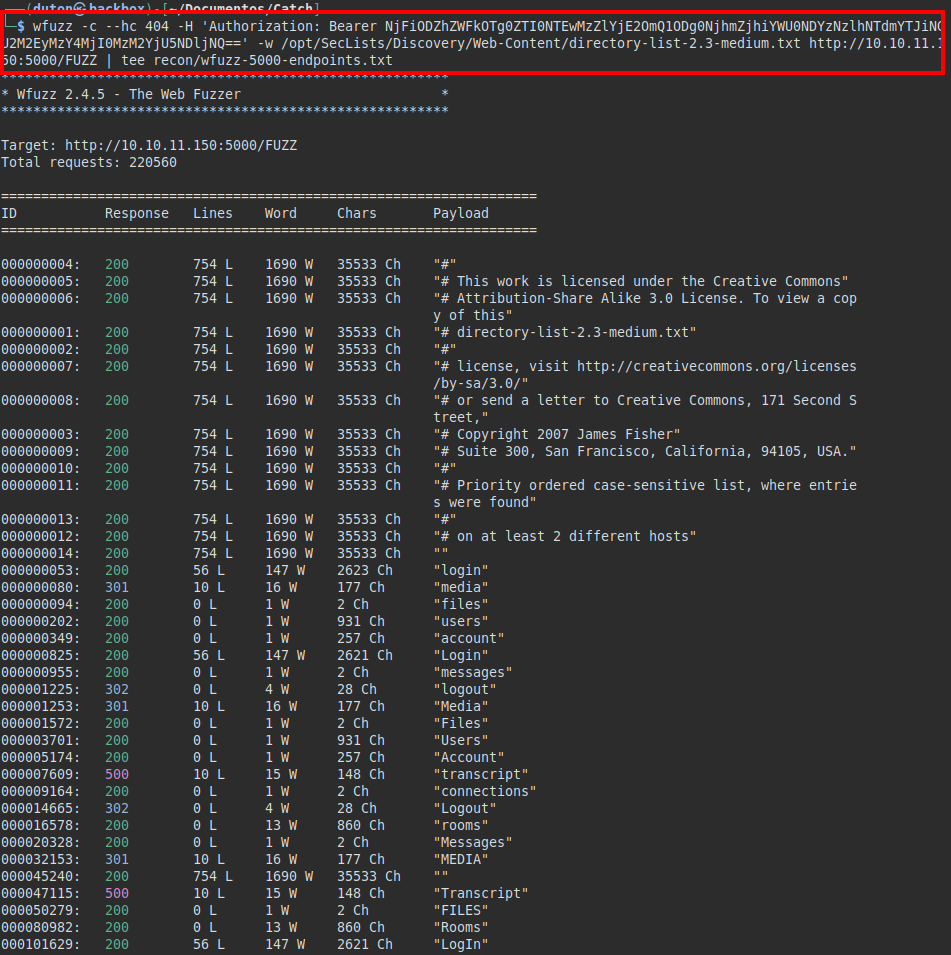 ──(duton㉿backbox)-[~/Documentos/Catch]
└─$ wfuzz -c --hc 404 -H 'Authorization: Bearer
U2M2EyMzY4MjI0MzM2YjU5NDljNQ==' -w /opt/SecLists/Discovery/Web-Content/directory-list-2.3-medium.txt http://10.10.11.1
50:5000/FUZZ | tee recon/wfuzz-5000-endpoints.txt
********************************************************
* Wfuzz 2.4.5 - The Web Fuzzer                         *
********************************************************
Target: http://10.10.11.150:5000/FUZZ
Total requests: 220560
===================================================================
ID           Response   Lines    Word     Chars       Payload
===================================================================
000000004:   200        754 L    1690 W   35533 Ch    "#"
000000005:   200        754 L    1690 W   35533 Ch    "# This work is licensed under the Creative Commons"
000000006:   200        754 L    1690 W   35533 Ch    "# Attribution-Share Alike 3.0 License. To view a cop
y of this"
000000001:   200        754 L    1690 W   35533 Ch    "# directory-list-2.3-medium.txt"
000000002:   200        754 L    1690 W   35533 Ch    "#"
000000007:   200        754 L    1690 W   35533 Ch    "# license, visit http://creativecommons.org/licenses
/by-sa/3.0/"
000000008:   200        754 L    1690 W   35533 Ch    "# or send a letter to Creative Commons, 171 Second S
treet,"
000000003:   200        754 L    1690 W   35533 Ch    "# Copyright 2007 James Fisher"
000000009:   200        754 L    1690 W   35533 Ch    "# Suite 300, San Francisco, California, 94105, USA."
000000010:   200        754 L    1690 W   35533 Ch    "#"
000000011:   200        754 L    1690 W   35533 Ch    "# Priority ordered case-sensitive list, where entrie
s were found"
000000013:   200        754 L    1690 W   35533 Ch    "#"
000000012:   200        754 L    1690 W   35533 Ch    "# on at least 2 different hosts"
000000014:   200        754 L    1690 W   35533 Ch    ""
000000053:   200        56 L     147 W    2623 Ch     "login"
000000080:   301        10 L     16 W     177 Ch      "media"
000000094:   200        0 L      1 W      2 Ch        "files"
000000202:   200        0 L      1 W      931 Ch      "users"
000000349:   200        0 L      1 W      257 Ch      "account"
000000825:   200        56 L     147 W    2621 Ch     "Login"
000000955:   200        0 L      1 W      2 Ch        "messages"
000001225:   302        0 L      4 W      28 Ch       "logout"
000001253:   301        10 L     16 W     177 Ch      "Media"
000001572:   200        0 L      1 W      2 Ch        "Files"
000003701:   200        0 L      1 W      931 Ch      "Users"
000005174:   200        0 L      1 W      257 Ch      "Account"
000007609:   500        10 L     15 W     148 Ch      "transcript"
000009164:   200        0 L      1 W      2 Ch        "connections"
000014665:   302        0 L      4 W      28 Ch       "Logout"
000016578:   200        0 L      13 W     860 Ch      "rooms"
000020328:   200        0 L      1 W      2 Ch        "Messages"
000032153:   301        10 L     16 W     177 Ch      "MEDIA"
000045240:   200        754 L    1690 W   35533 Ch    ""
000047115:   500        10 L     15 W     148 Ch      "Transcript"
000050279:   200        0 L      1 W      2 Ch        "FILES"
000080982:   200        0 L      13 W     860 Ch      "Rooms"
000101629:   200        56 L     147 W    2621 Ch     "LogIn"